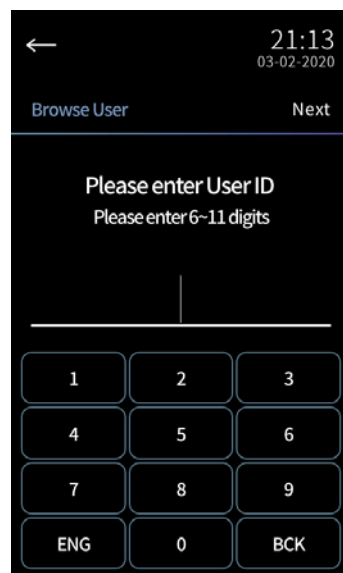 ←
21:13
03-02-2020
Browse User
Next
Please enter User ID
Please enter 6~11 digits
1 2 3
4 5 6
7 8 9
ENG 0 BCK